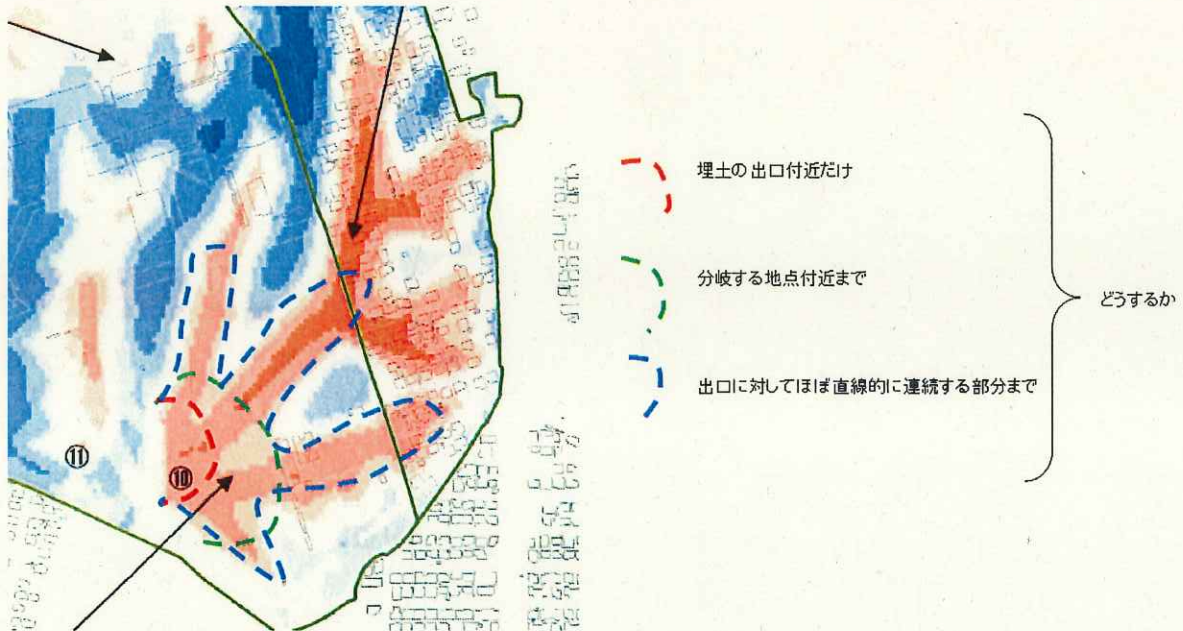 埋土の出口付近だけ
分岐する地点付近まで
どうするか
出口に対してほぼ直線的に連続する部分まで
⑪
⑩